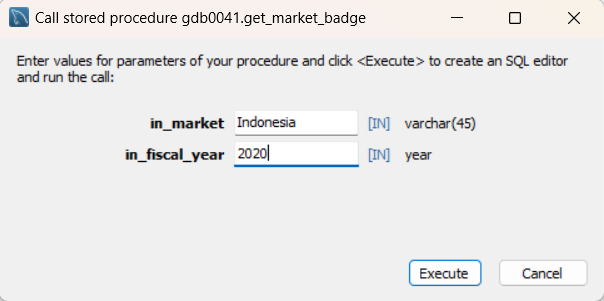 Call stored procedure gdb0041.get_market_badge
Enter values for parameters of your procedure and click <Execute> to create an SQL editor
and run the call:
in_market Indonesia [IN] varchar(45)
in_fiscal_year 2020 [IN] year
Execute Cancel